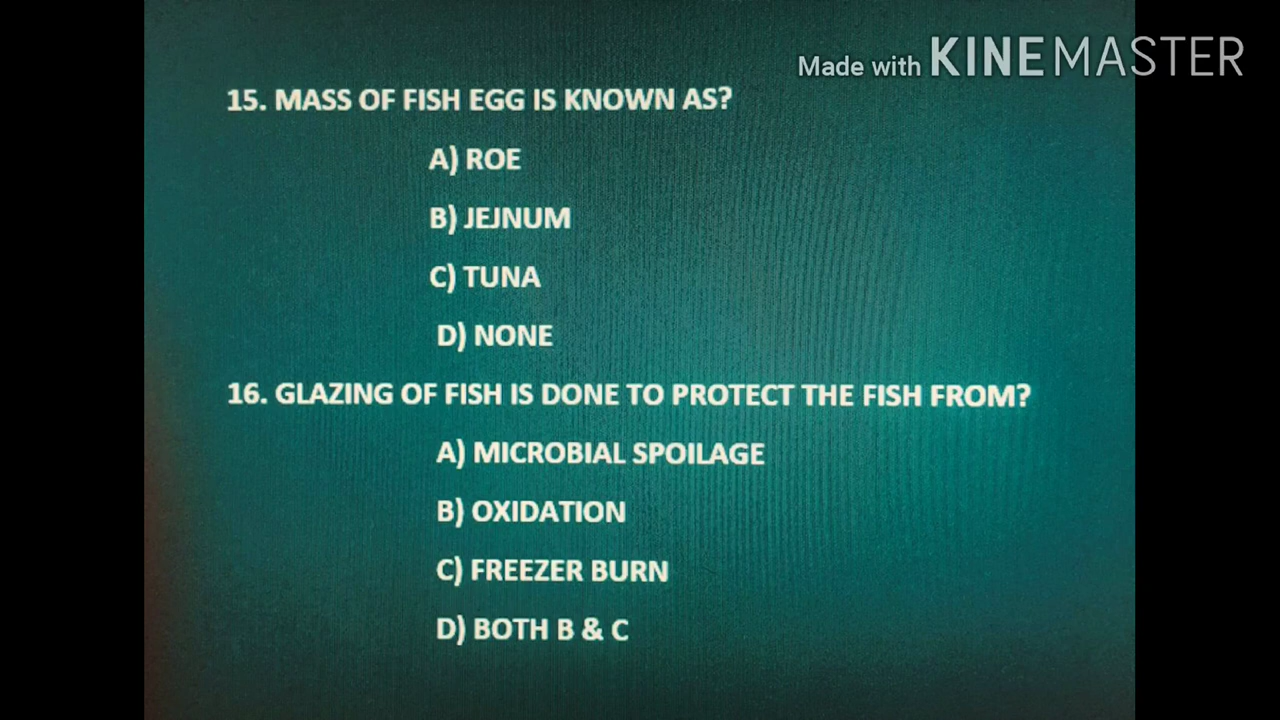 Made with KINEMASTER
15. MASS OF FISH EGG IS KNOWN AS?
A) ROE
B) JEJNUM
C) TUNA
D) NONE
16. GLAZING OF FISH IS DONE TO PROTECT THE FISH FROM?
A) MICROBIAL SPOILAGE
B) OXIDATION
C) FREEZER BURN
D) BOTH B & C